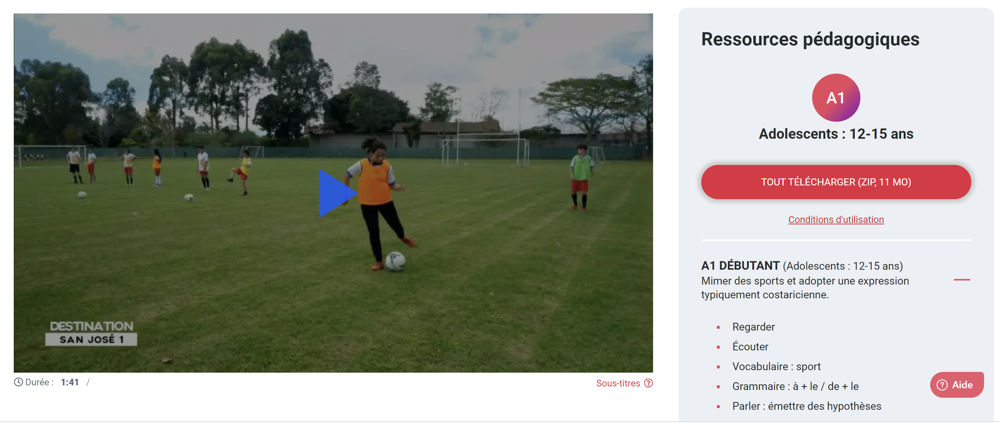 DESTINATION
SAN JOSÉ 1
Durée : 1:41 /
Sous-titres
Ressources pédagogiques
A1
Adolescents : 12-15 ans
TOUT TÉLÉCHARGER (ZIP, 11 MO)
Conditions d'utilisation
A1 DÉBUTANT (Adolescents : 12-15 ans)
Mimer des sports et adopter une expression
typiquement costaricienne.
Regarder
Écouter
Vocabulaire : sport
Grammaire : à + le / de + le
Parler : émettre des hypothèses
Aide